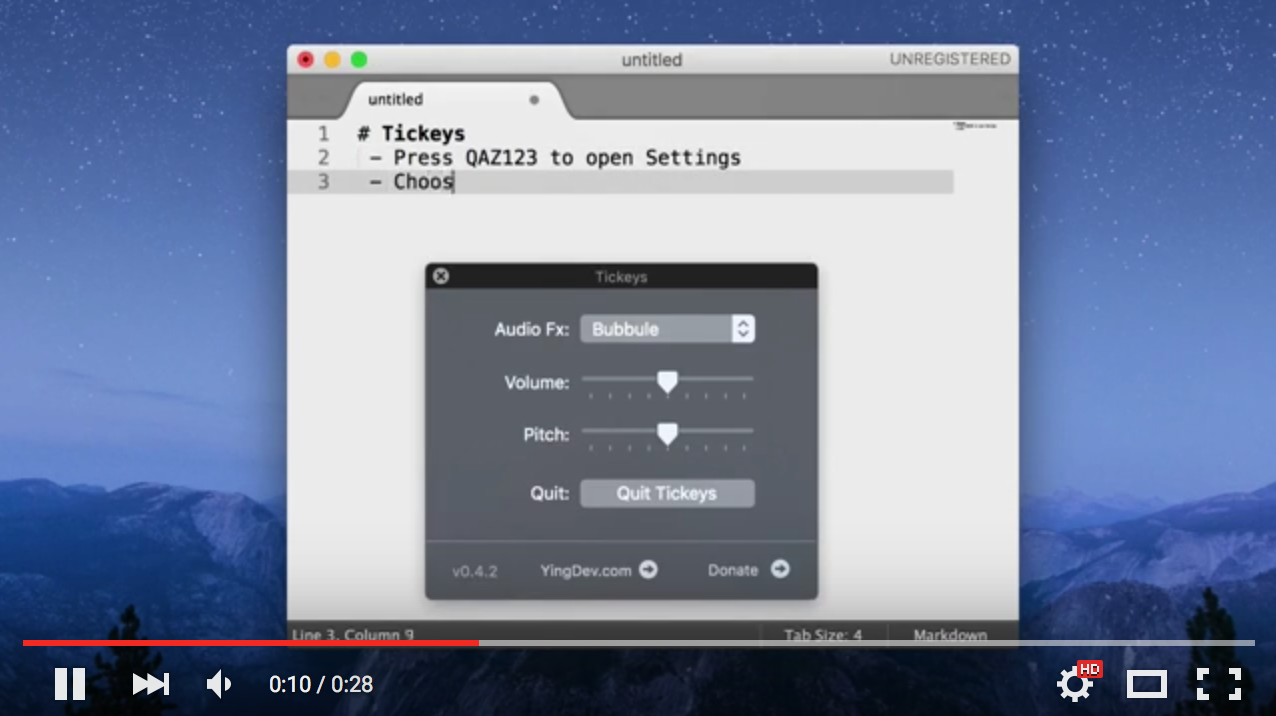 untitled
UNREGISTERED
untitled
1 # Tickeys
2 - Press QAZ123 to open Settings
3 - Choos
Tickeys
Audio Fx: Bubbule
Volume:
Pitch:
Quit: Quit Tickeys
v0.4.2 YingDev.com Donate
Line 3, Column 9 Tab Size: 4 Markdown
0:10 / 0:28 HD